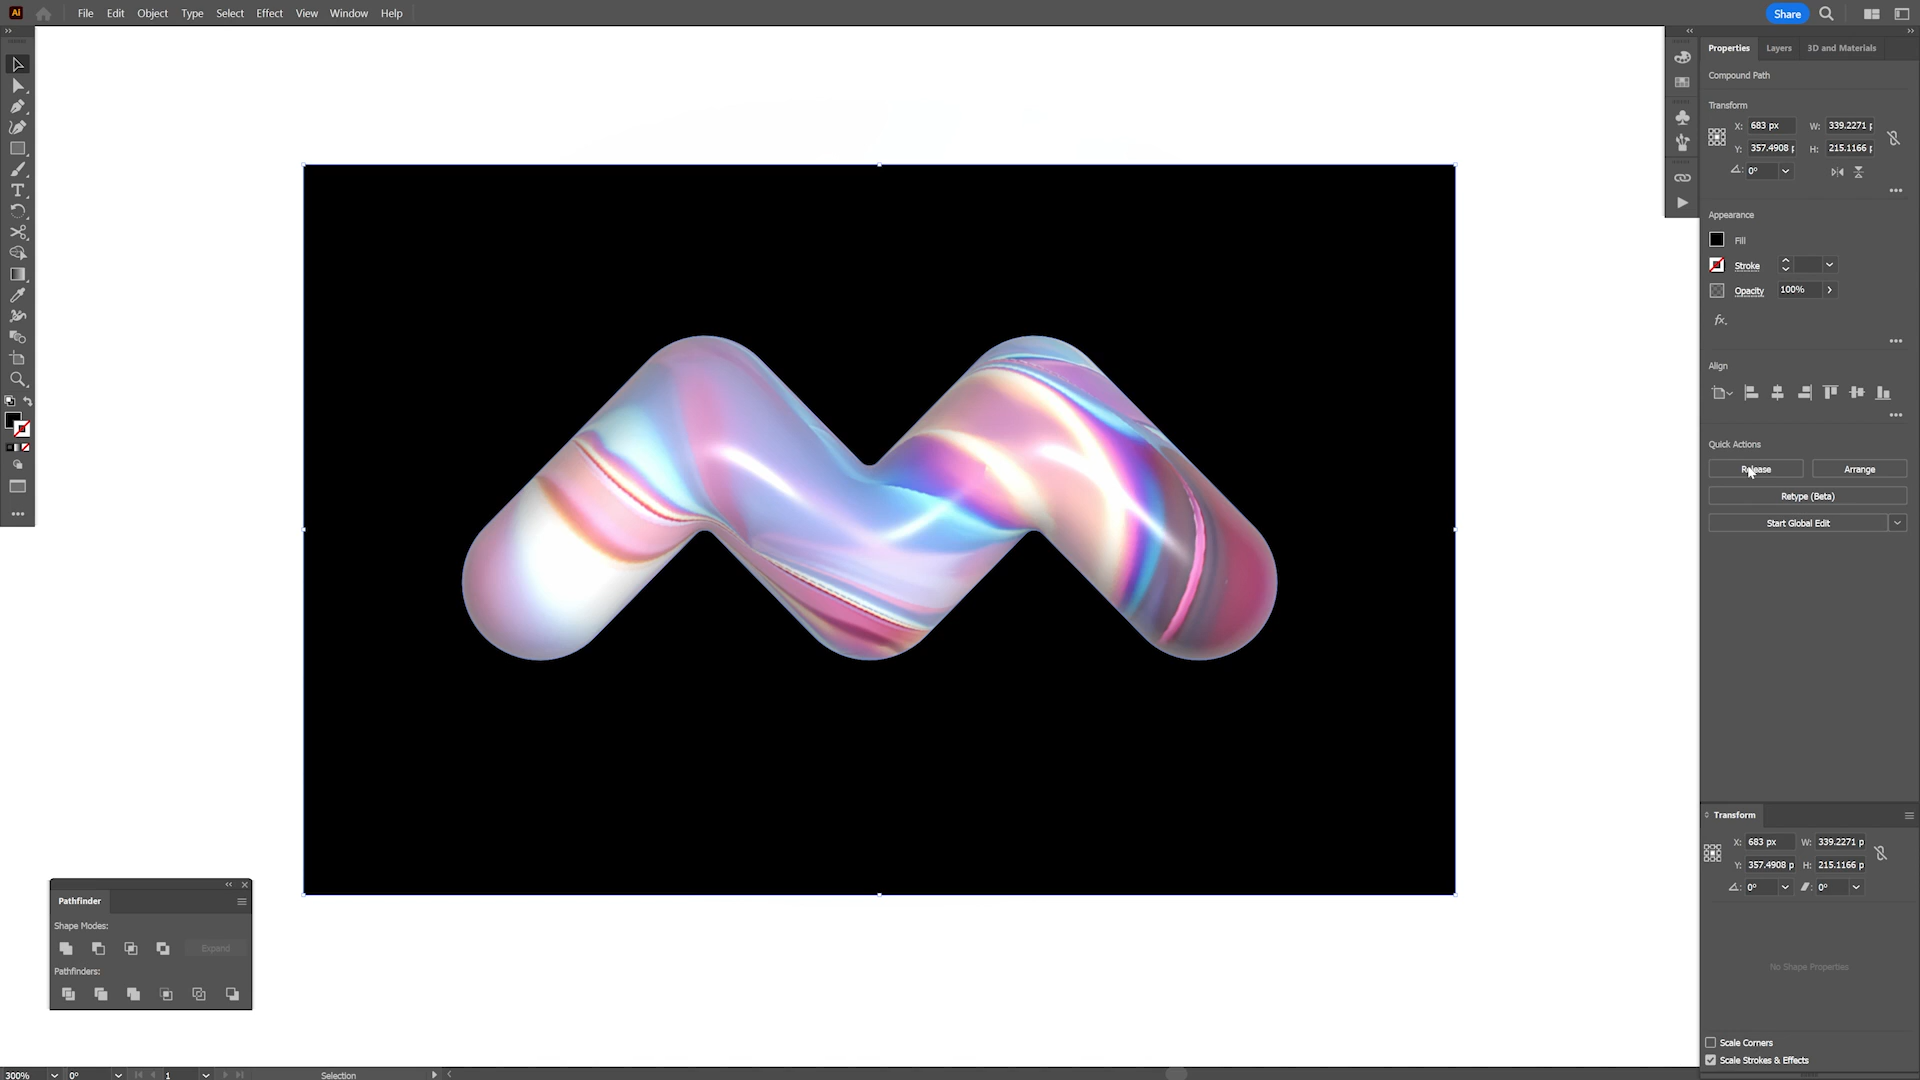 Ai File Edit Object Type Select Effect View Window Help Share
Properties Layers 3D and Materials
Compound Path
Transform
X: 683 px W: 339.2271 p
Y: 357.4908 p H: 215.1166 p
0°
Appearance
Fill
Stroke
Opacity 100%
fx.
Align
Quick Actions
Release Arrange
Retype (Beta)
Start Global Edit
Transform
X: 683 px W: 339.2271 p
Y: 357.4908 p H: 215.1166 p
0° 0°
No Shape Properties
Scale Corners
Scale Strokes & Effects
T
Pathfinder
Shape Modes:
Expand
Pathfinders:
300% 0° 1 Selection